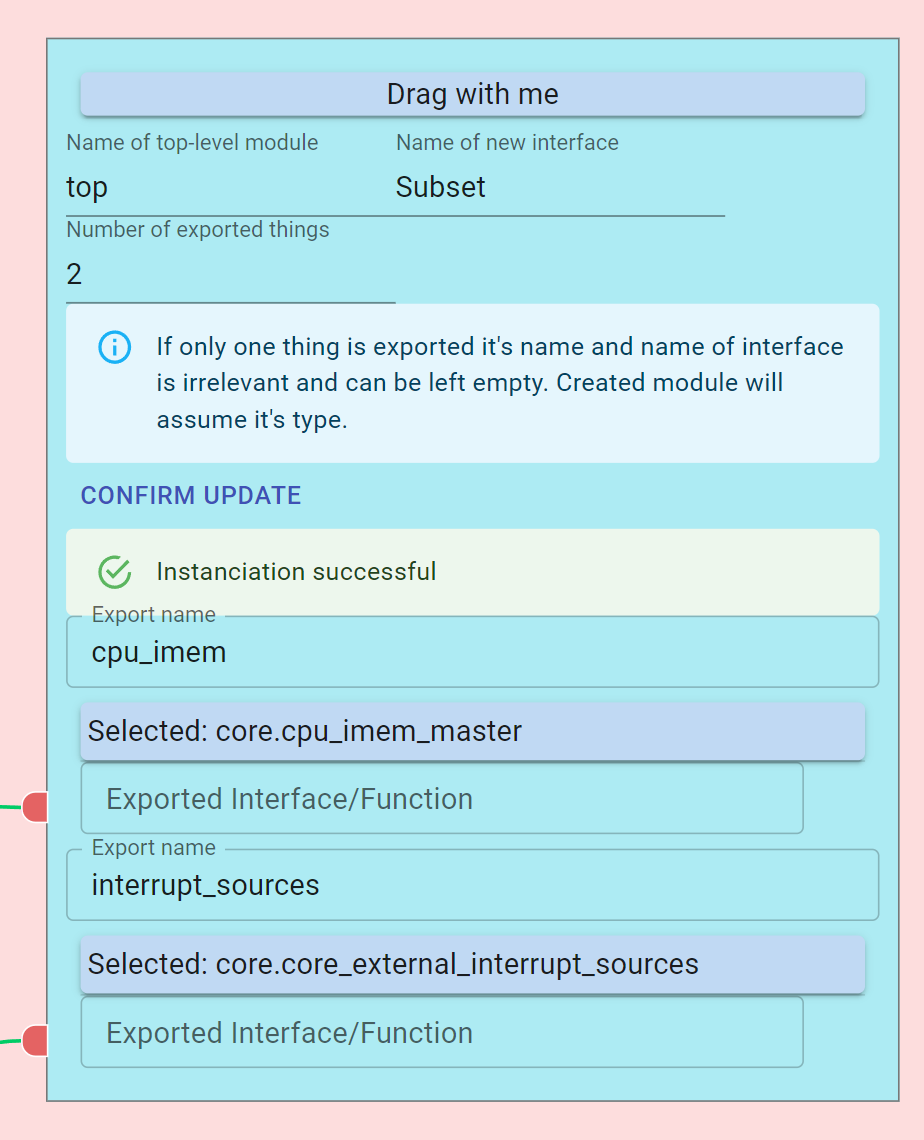 Drag with me
Name of top-level module
Name of new interface
top
Subset
Number of exported things
2
If only one thing is exported it's name and name of interface
is irrelevant and can be left empty. Created module will
assume it's type.
CONFIRM UPDATE
Instanciation successful
Export name
cpu_imem
Selected: core.cpu_imem_master
Exported Interface/Function
Export name
interrupt_sources
Selected: core.core_external_interrupt_sources
Exported Interface/Function